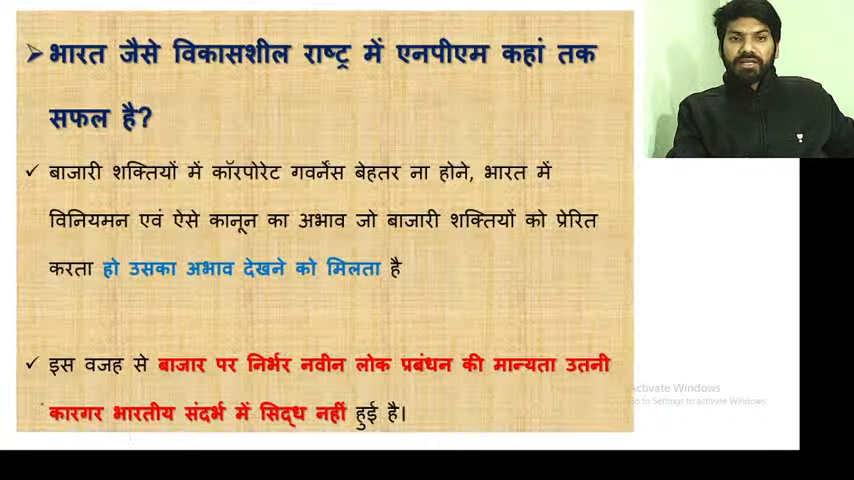 ➢भारत जैसे विकासशील राष्ट्र में एनपीएम कहां तक
सफल है?
✓ बाजारी शक्तियों में कॉरपोरेट गवर्नेंस बेहतर ना होने, भारत में
विनियमन एवं ऐसे कानून का अभाव जो बाजारी शक्तियों को प्रेरित
करता हो उसका अभाव देखने को मिलता है
✓ इस वजह से बाजार पर निर्भर नवीन लोक प्रबंधन की मान्यता उतनी
कारगर भारतीय संदर्भ में सिद्ध नहीं हुई है।
Activate Windows
Go to Settings to activate Windows.